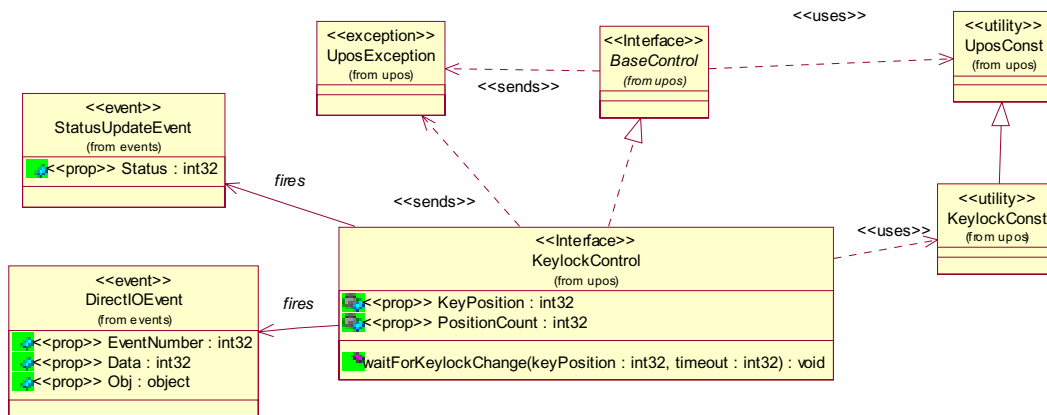 <<uses>>
<<exception>>
UposException
(from upos)
<<Interface>>
BaseControl
(from upos)
<<utility>>
UposConst
(from upos)
<<sends>>
<<event>>
StatusUpdateEvent
(from events)
<<prop>> Status : int32
fires
<<sends>>
<<utility>>
KeylockConst
(from upos)
<<uses>>
<<Interface>>
KeylockControl
(from upos)
<<prop>> KeyPosition : int32
<<prop>> PositionCount : int32
waitForKeylockChange(keyPosition : int32, timeout : int32) : void
<<event>>
DirectIOEvent
(from events)
<<prop>> EventNumber : int32
<<prop>> Data : int32
<<prop>> Obj : object
fires